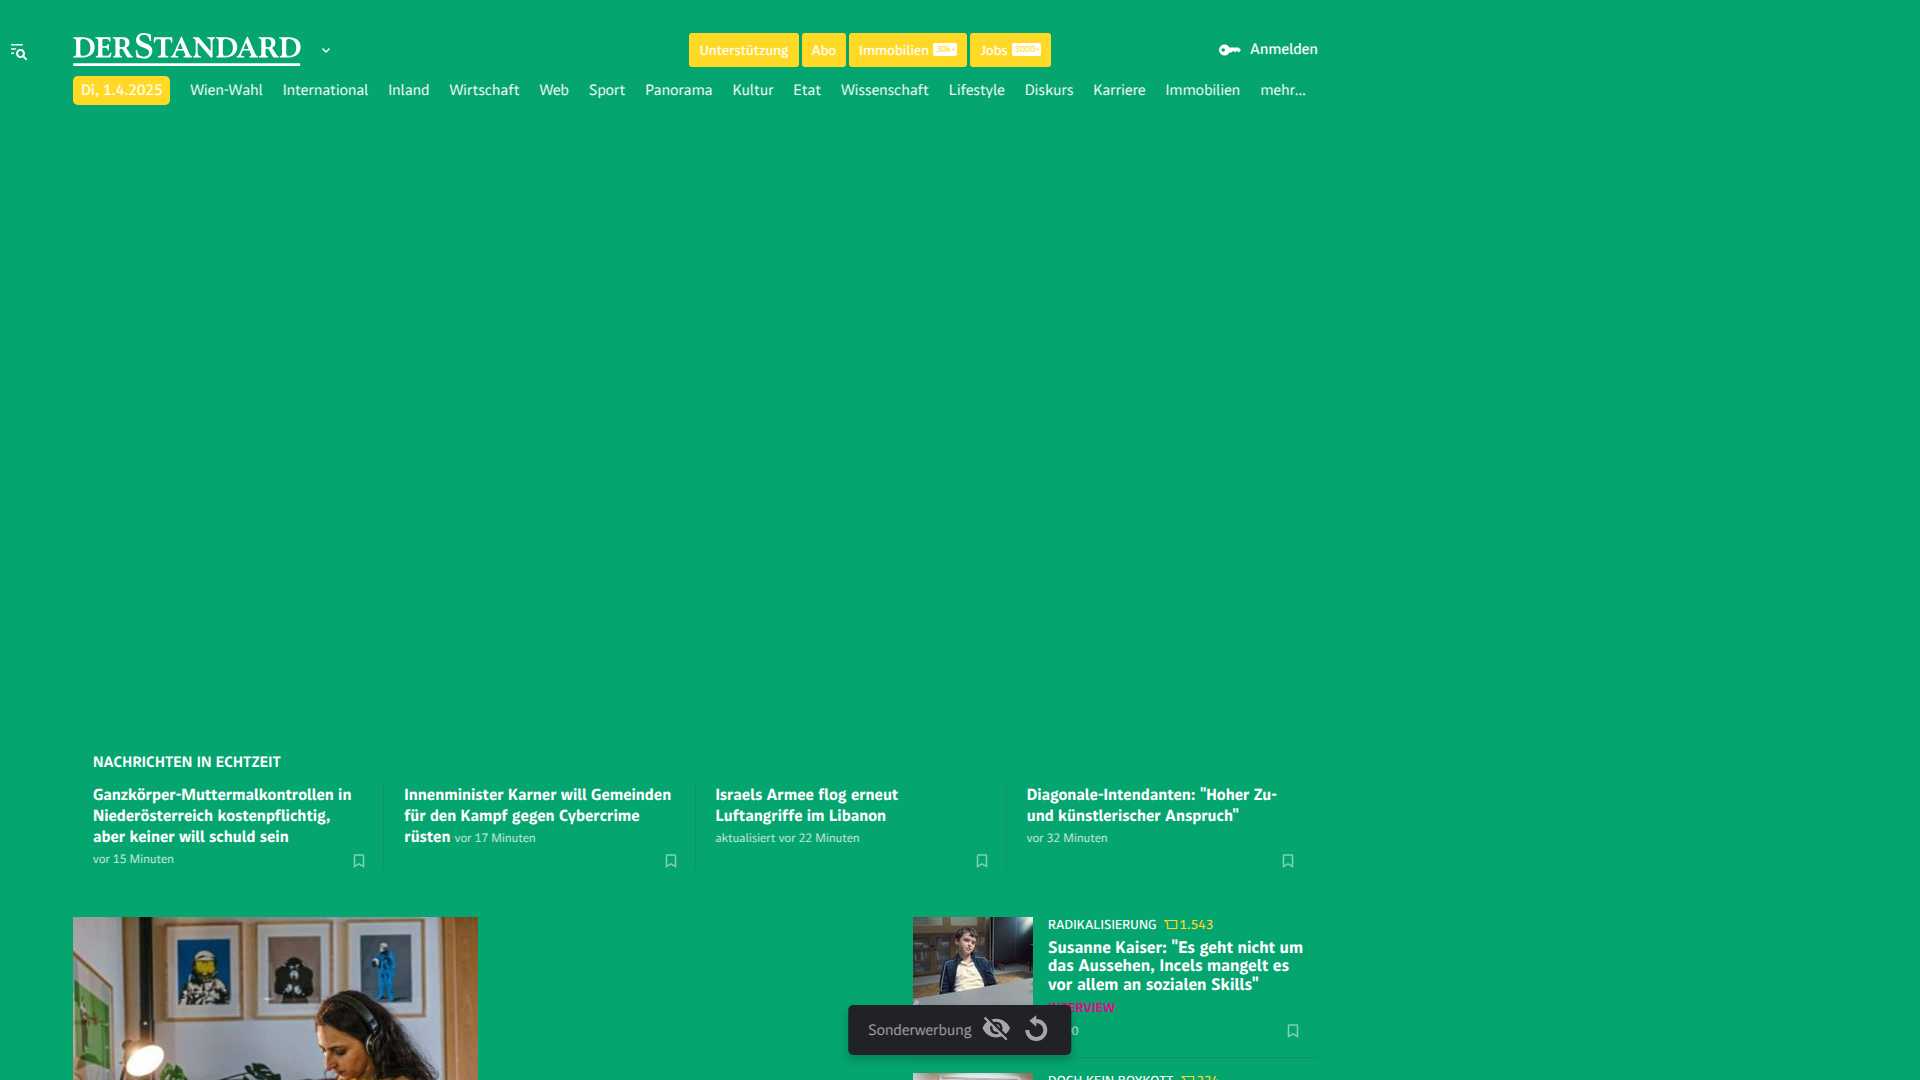 DERSTANDARD
Unterstützung Abo Immobilien Jobs
Anmelden
Di, 1.4.2025 Wien-Wahl International Inland Wirtschaft Web Sport Panorama Kultur Etat Wissenschaft Lifestyle Diskurs Karriere Immobilien mehr...
NACHRICHTEN IN ECHTZEIT
Ganzkörper-Muttermalkontrollen in
Niederösterreich kostenpflichtig,
aber keiner will schuld sein
vor 15 Minuten
Innenminister Karner will Gemeinden
für den Kampf gegen Cybercrime
rüsten vor 17 Minuten
Israels Armee flog erneut
Luftangriffe im Libanon
aktualisiert vor 22 Minuten
Diagonale-Intendanten: "Hoher Zu-
und künstlerischer Anspruch"
vor 32 Minuten
RADIKALISIERUNG 1.543
Susanne Kaiser: "Es geht nicht um
das Aussehen, Incels mangelt es
vor allem an sozialen Skills"
Sonderwerbung
DOCH KEIN BOYKOTT